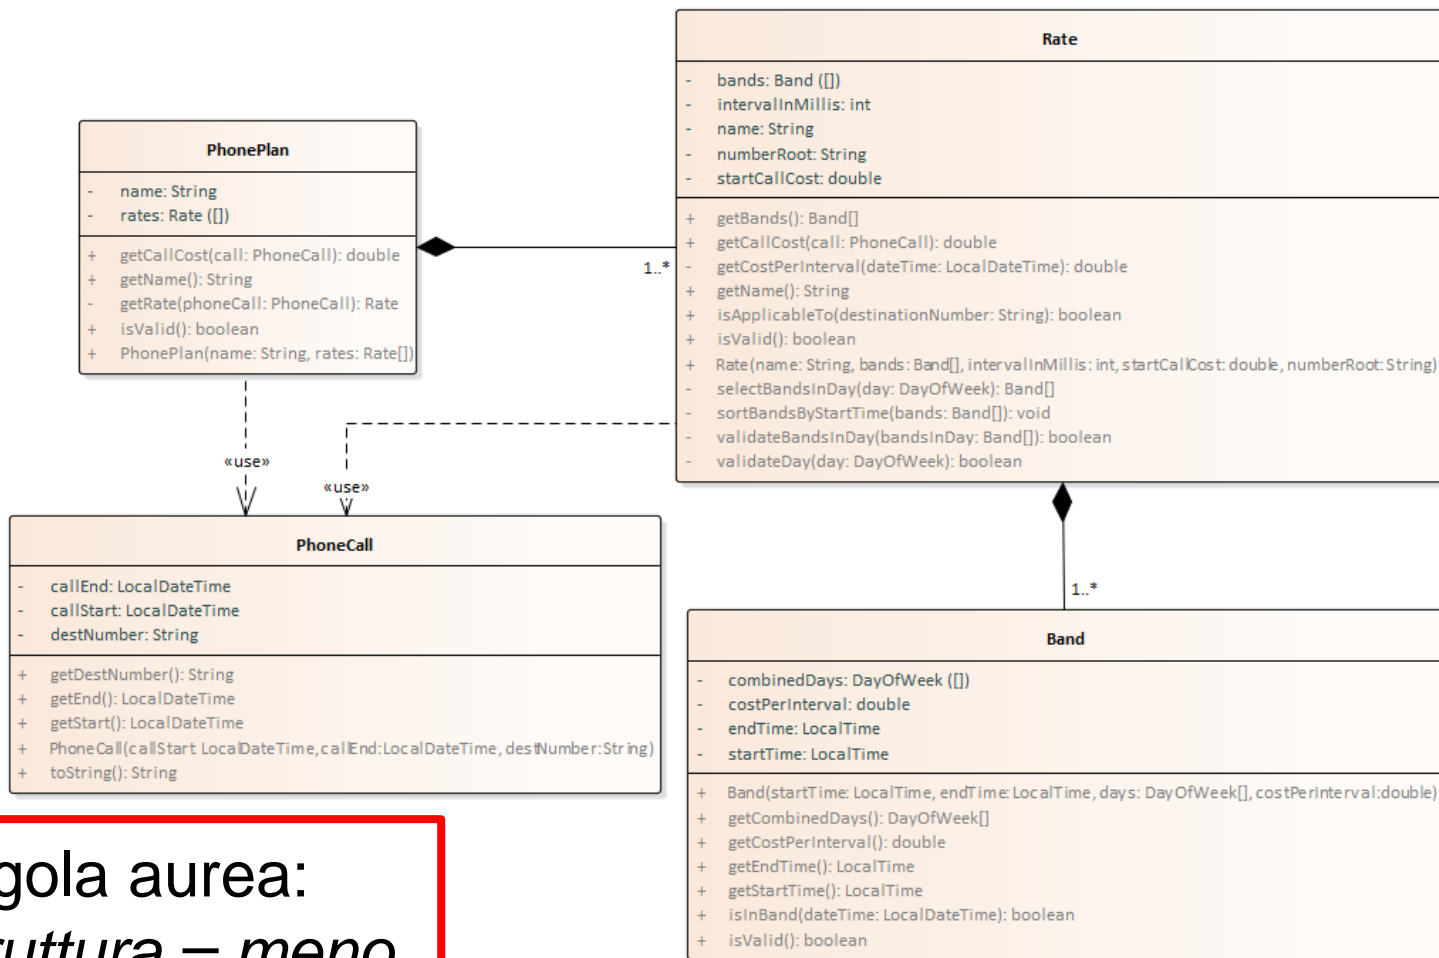 Rate
- bands: Band ([])
- intervalInMillis: int
- name: String
- numberRoot: String
- startCallCost: double
+ getBands(): Band[]
+ getCallCost(call: PhoneCall): double
- getCostPerInterval(dateTime: LocalDateTime): double
+ getName(): String
+ isApplicableTo(destinationNumber: String): boolean
+ isValid(): boolean
+ Rate(name: String, bands: Band[], intervalInMillis: int, startCallCost: double, numberRoot: String)
- selectBandsInDay(day: DayOfWeek): Band[]
- sortBandsByStartTime(bands: Band[]): void
- validateBandsInDay(bandsInDay: Band[]): boolean
- validateDay(day: DayOfWeek): boolean
PhonePlan
- name: String
- rates: Rate ([])
+ getCallCost(call: PhoneCall): double
+ getName(): String
- getRate(phoneCall: PhoneCall): Rate
+ isValid(): boolean
+ PhonePlan(name: String, rates: Rate[])
1..*
«use»
«use»
PhoneCall
- callEnd: LocalDateTime
- callStart: LocalDateTime
- destNumber: String
+ getDestNumber(): String
+ getEnd(): LocalDateTime
+ getStart(): LocalDateTime
+ PhoneCall(callStart LocalDateTime,callEnd:LocalDateTime, destNumber:String)
+ toString(): String
1..*
Band
- combinedDays: DayOfWeek ([])
- costPerInterval: double
- endTime: LocalTime
- startTime: LocalTime
+ Band(startTime: LocalTime, endTime: LocalTime, days: DayOfWeek[], costPerInterval:double)
+ getCombinedDays(): DayOfWeek[]
+ getCostPerInterval(): double
+ getEndTime(): LocalTime
+ getStartTime(): LocalTime
+ isInBand(dateTime: LocalDateTime): boolean
+ isValid(): boolean
gola aurea:
ruttura – meno